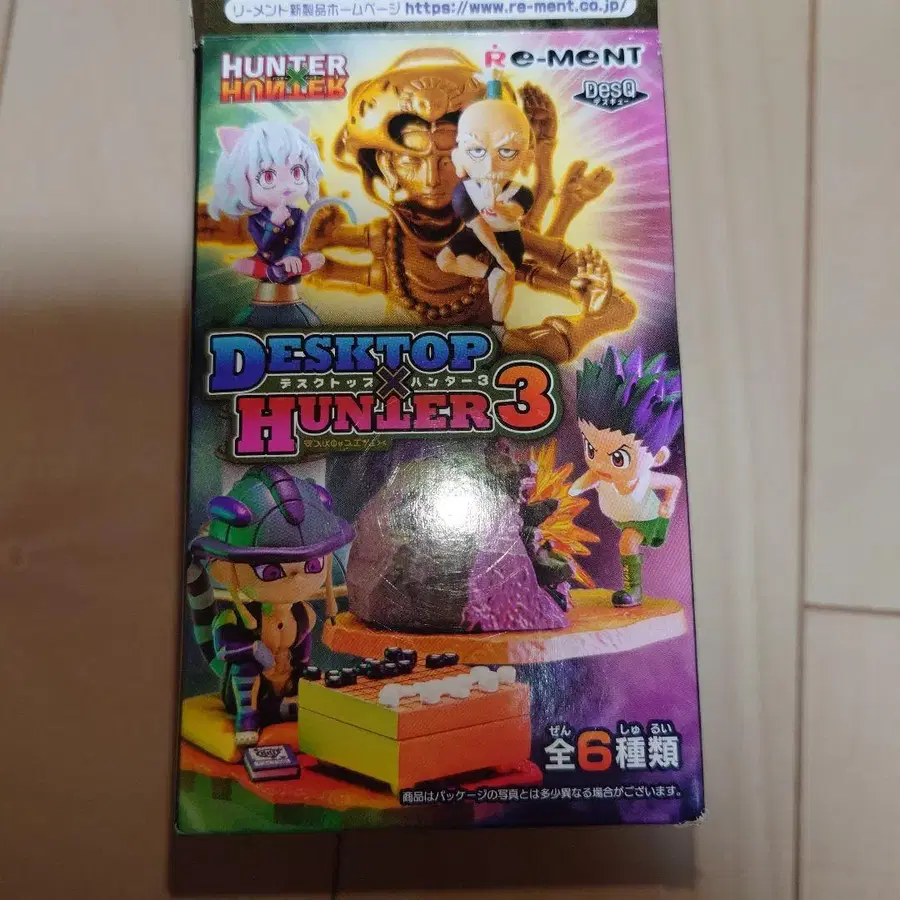 リーメント新製品ホームページ https://www.re-ment.co.jp/
HUNTER
×
HUNTER
Re-MeNT
DesQ
デスキュー
DESKTOP
デスクトップ×ハンター3
HUNTER3
ぜん しゅるい
全6種類
商品はパッケージの写真とは多少異なる場合がございます。